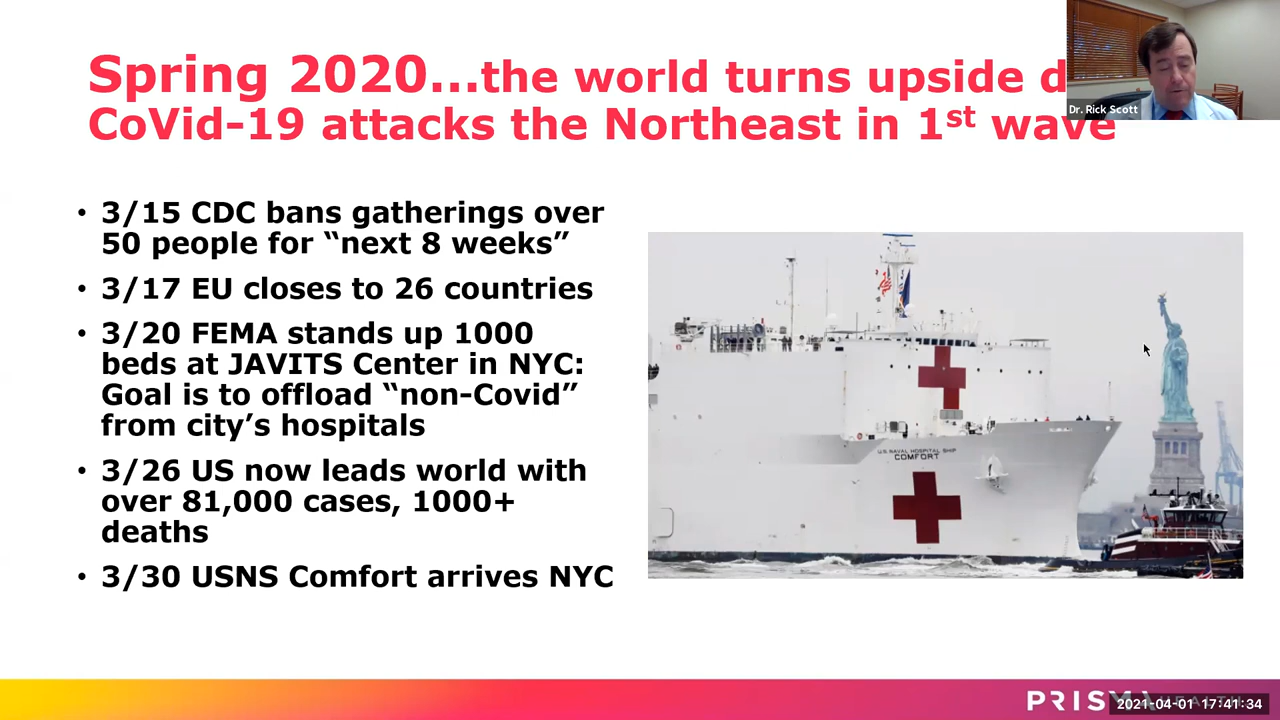 Spring 2020...the world turns upside d
CoVid-19 attacks the Northeast in 1st wave
Dr. Rick Scott
• 3/15 CDC bans gatherings over
50 people for “next 8 weeks”
• 3/17 EU closes to 26 countries
• 3/20 FEMA stands up 1000
beds at JAVITS Center in NYC:
Goal is to offload “non-Covid”
from city’s hospitals
• 3/26 US now leads world with
over 81,000 cases, 1000+
deaths
• 3/30 USNS Comfort arrives NYC
U.S. NAVAL HOSPITAL SHIP
COMFORT
PRISMA HEALTH
2021-04-01 17:41:34